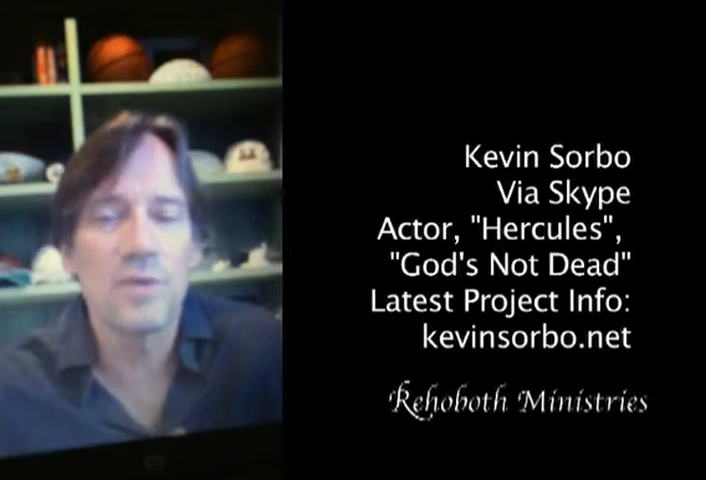 Kevin Sorbo
Via Skype
Actor, "Hercules",
"God's Not Dead"
Latest Project Info:
kevinsorbo.net
Rehoboth Ministries